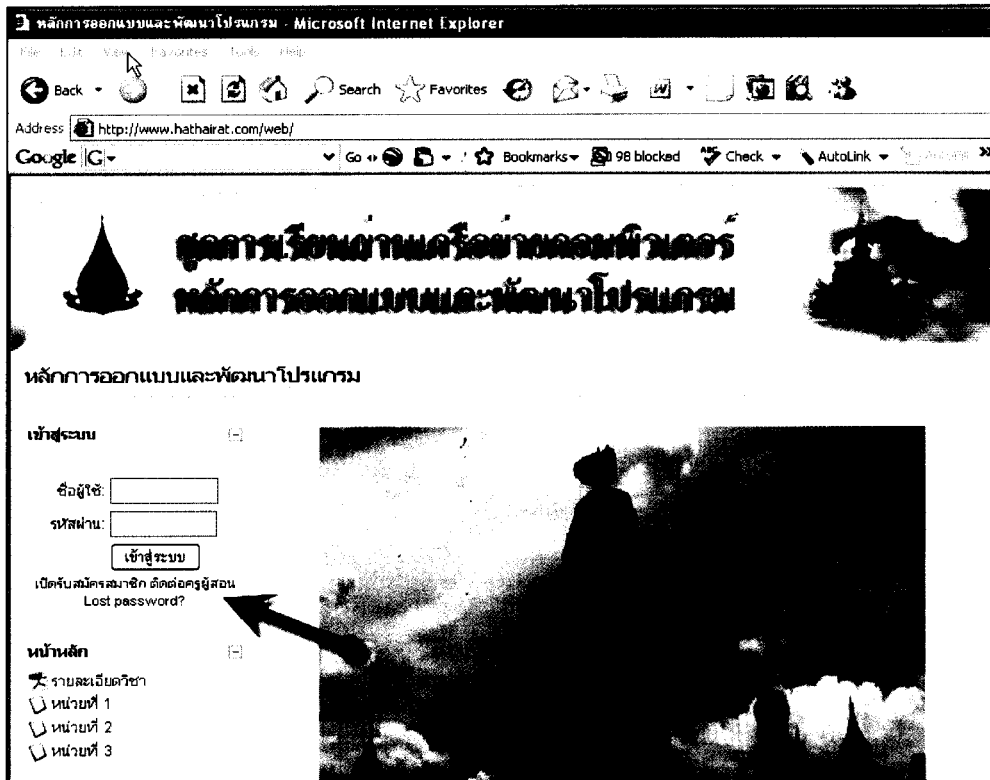 หลักการออกแบบและพัฒนาโปรแกรม - Microsoft Internet Explorer
File Edit View Favorites Tools Help
Back Search Favorites
Address http://www.hathairat.com/web/
Google G Go Bookmarks 98 blocked Check AutoLink
ชุดการเรียนผ่านเครือข่ายคอมพิวเตอร์
หลักการออกแบบและพัฒนาโปรแกรม
หลักการออกแบบและพัฒนาโปรแกรม
เข้าสู่ระบบ
ชื่อผู้ใช้:
รหัสผ่าน:
เข้าสู่ระบบ
เปิดรับสมัครสมาชิก ติดต่อครูผู้สอน
Lost password?
หน้าหลัก
รายละเอียดวิชา
หน่วยที่ 1
หน่วยที่ 2
หน่วยที่ 3